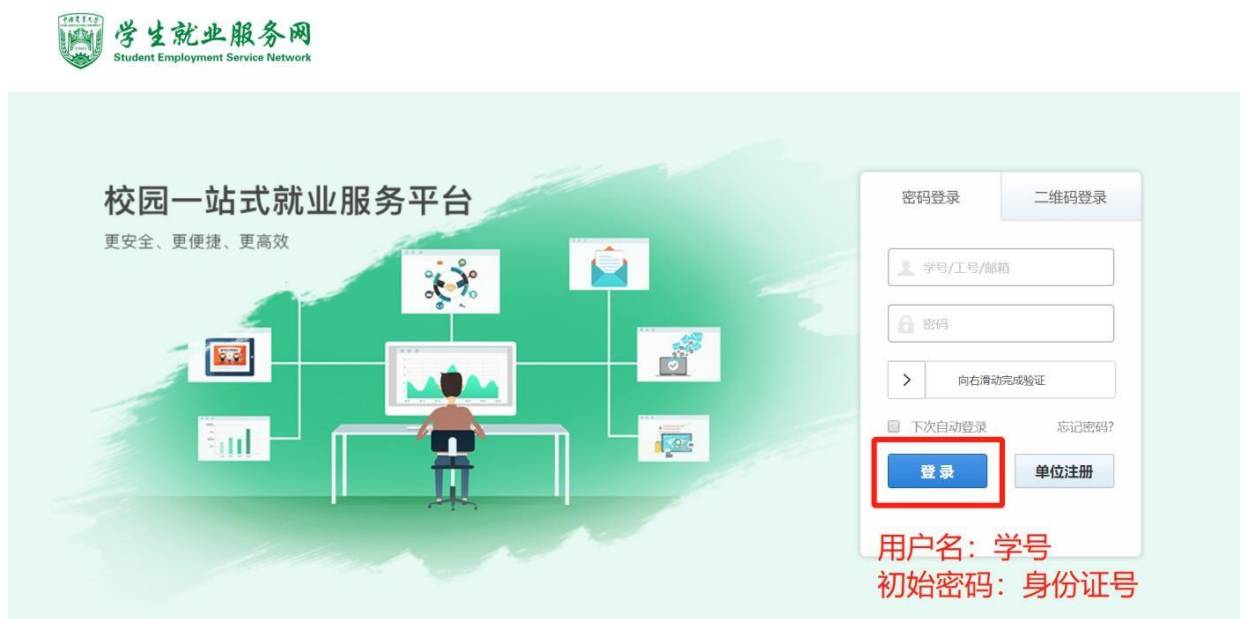 学生就业服务网
Student Employment Service Network
校园一站式就业服务平台
更安全、更便捷、更高效
密码登录
二维码登录
学号/工号/邮箱
密码
向右滑动完成验证
下次自动登录
忘记密码?
登录
单位注册
用户名：学号
初始密码：身份证号